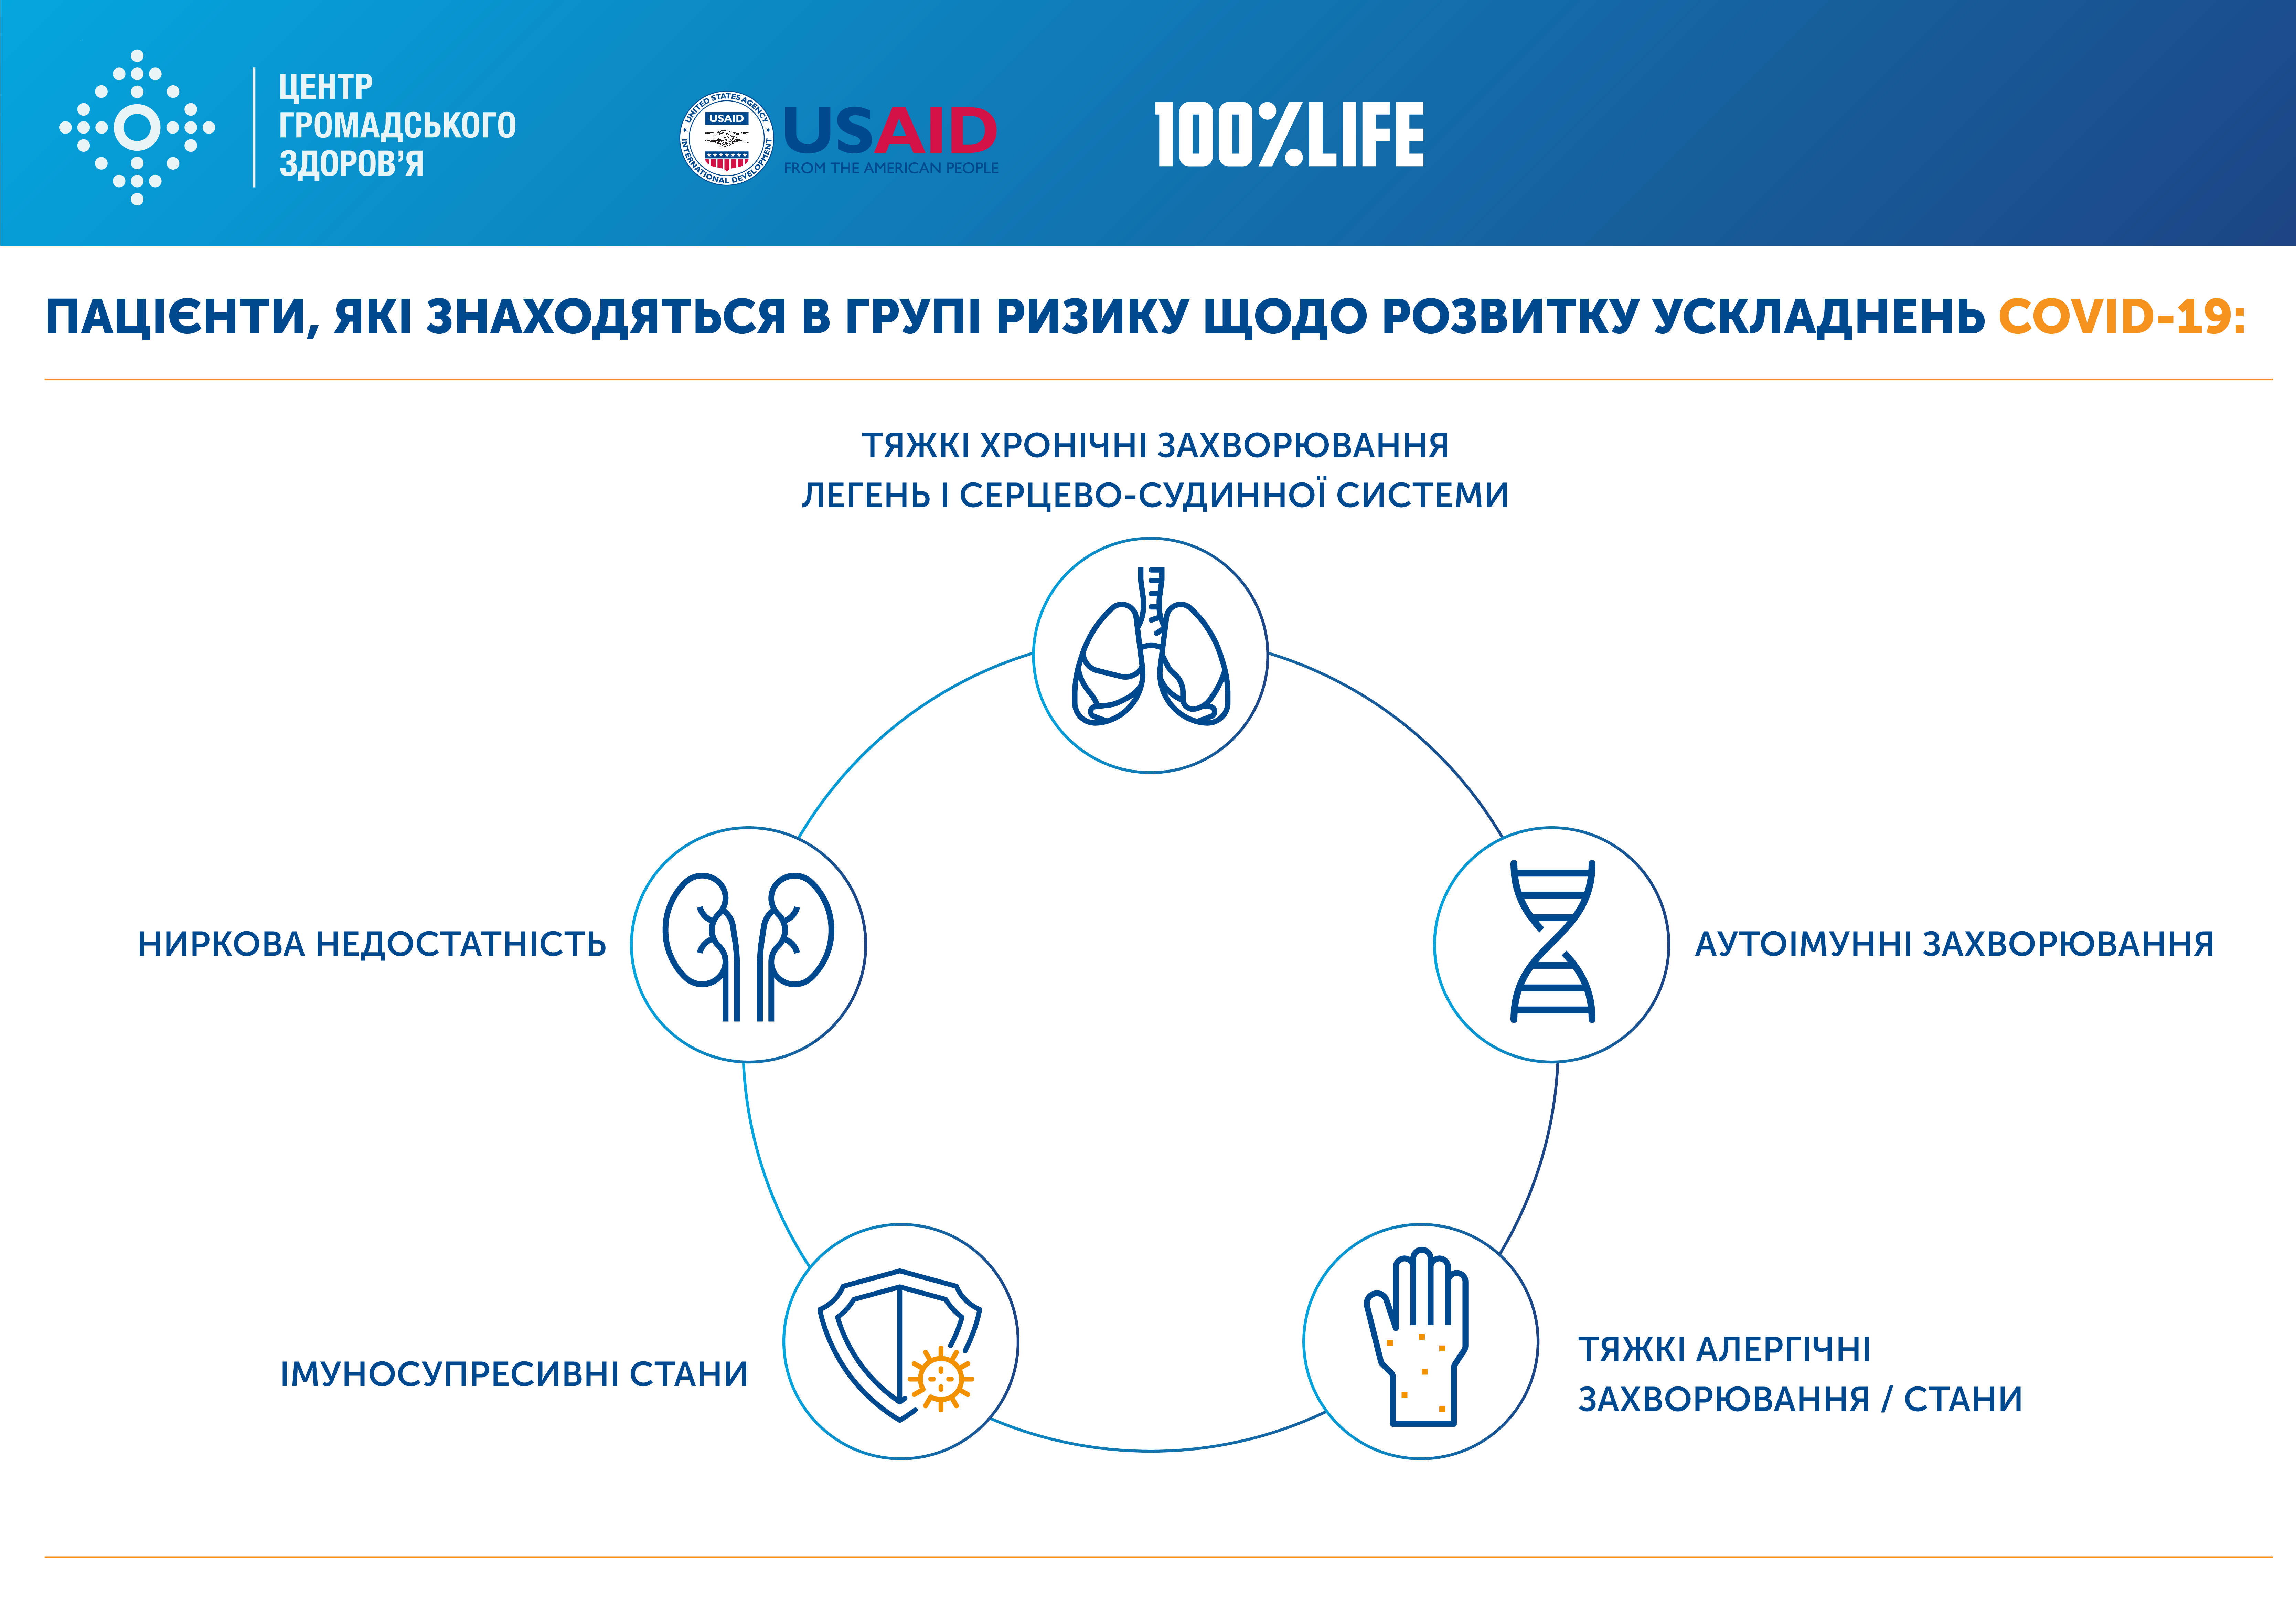 ЦЕНТР
ГРОМАДСЬКОГО
ЗДОРОВ’Я
UNITED STATES AGENCY
USAID
INTERNATIONAL DEVELOPMENT
USAID
FROM THE AMERICAN PEOPLE
100%LIFE
ПАЦІЄНТИ, ЯКІ ЗНАХОДЯТЬСЯ В ГРУПІ РИЗИКУ ЩОДО РОЗВИТКУ УСКЛАДНЕНЬ COVID-19:
ТЯЖКІ ХРОНІЧНІ ЗАХВОРЮВАННЯ
ЛЕГЕНЬ І СЕРЦЕВО-СУДИННОЇ СИСТЕМИ
НИРКОВА НЕДОСТАТНІСТЬ
АУТОІМУННІ ЗАХВОРЮВАННЯ
ІМУНОСУПРЕСИВНІ СТАНИ
ТЯЖКІ АЛЕРГІЧНІ
ЗАХВОРЮВАННЯ / СТАНИ